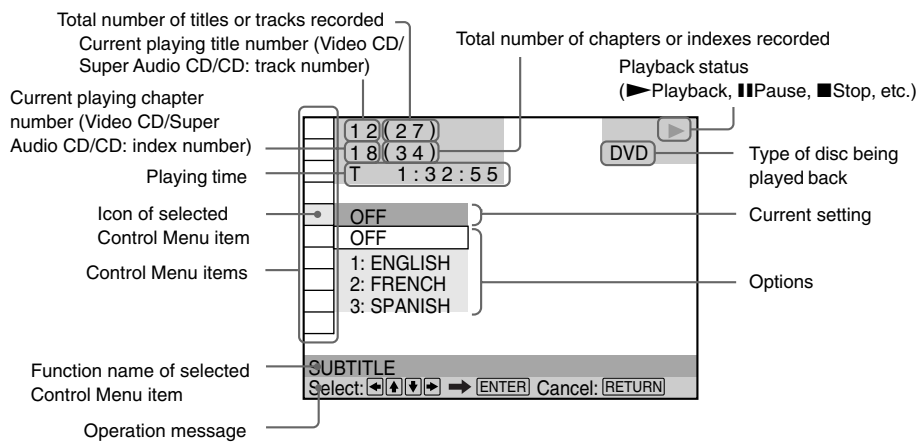 Total number of titles or tracks recorded
Current playing title number (Video CD/
Super Audio CD/CD: track number)
Total number of chapters or indexes recorded
Playback status
(►Playback, ❚❚Pause, ■Stop, etc.)
Current playing chapter
number (Video CD/Super
Audio CD/CD: index number)
Playing time
Icon of selected
Control Menu item
Control Menu items
Function name of selected
Control Menu item
Operation message
12(27)
18(34)
T 1:32:55
OFF
OFF
1: ENGLISH
2: FRENCH
3: SPANISH
SUBTITLE
Select: ← ↑ ↓ → ➡ ENTER Cancel: RETURN
►
DVD
Type of disc being
played back
Current setting
Options